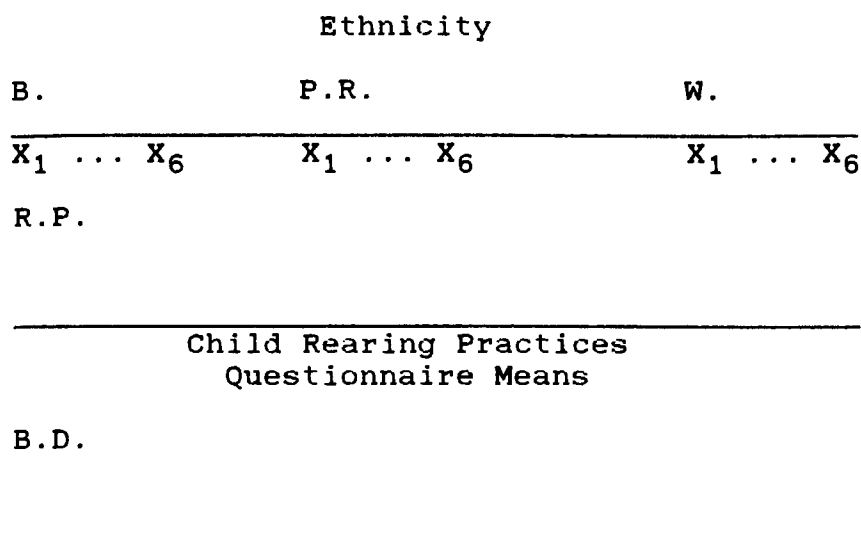 Ethnicity
B. P.R. W.
X₁ ... X₆ X₁ ... X₆ X₁ ... X₆
R.P.
Child Rearing Practices
Questionnaire Means
B.D.